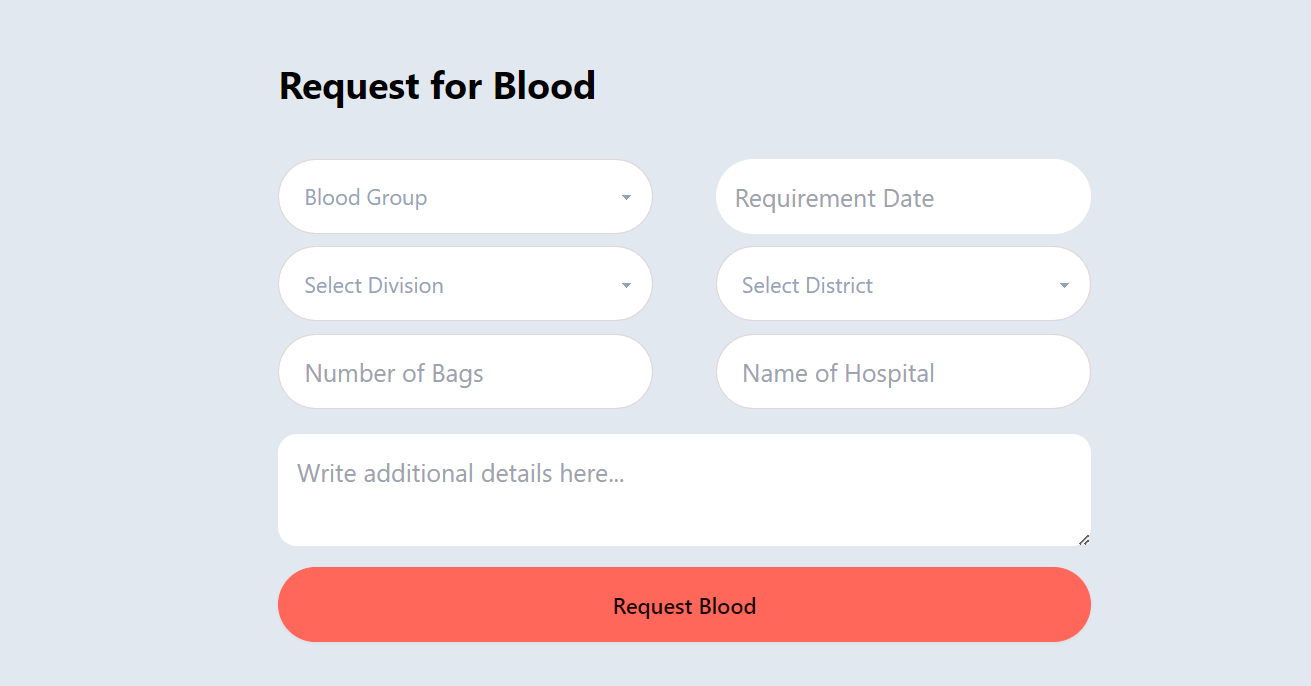 Request for Blood
Blood Group
Requirement Date
Select Division
Select District
Number of Bags
Name of Hospital
Write additional details here...
Request Blood